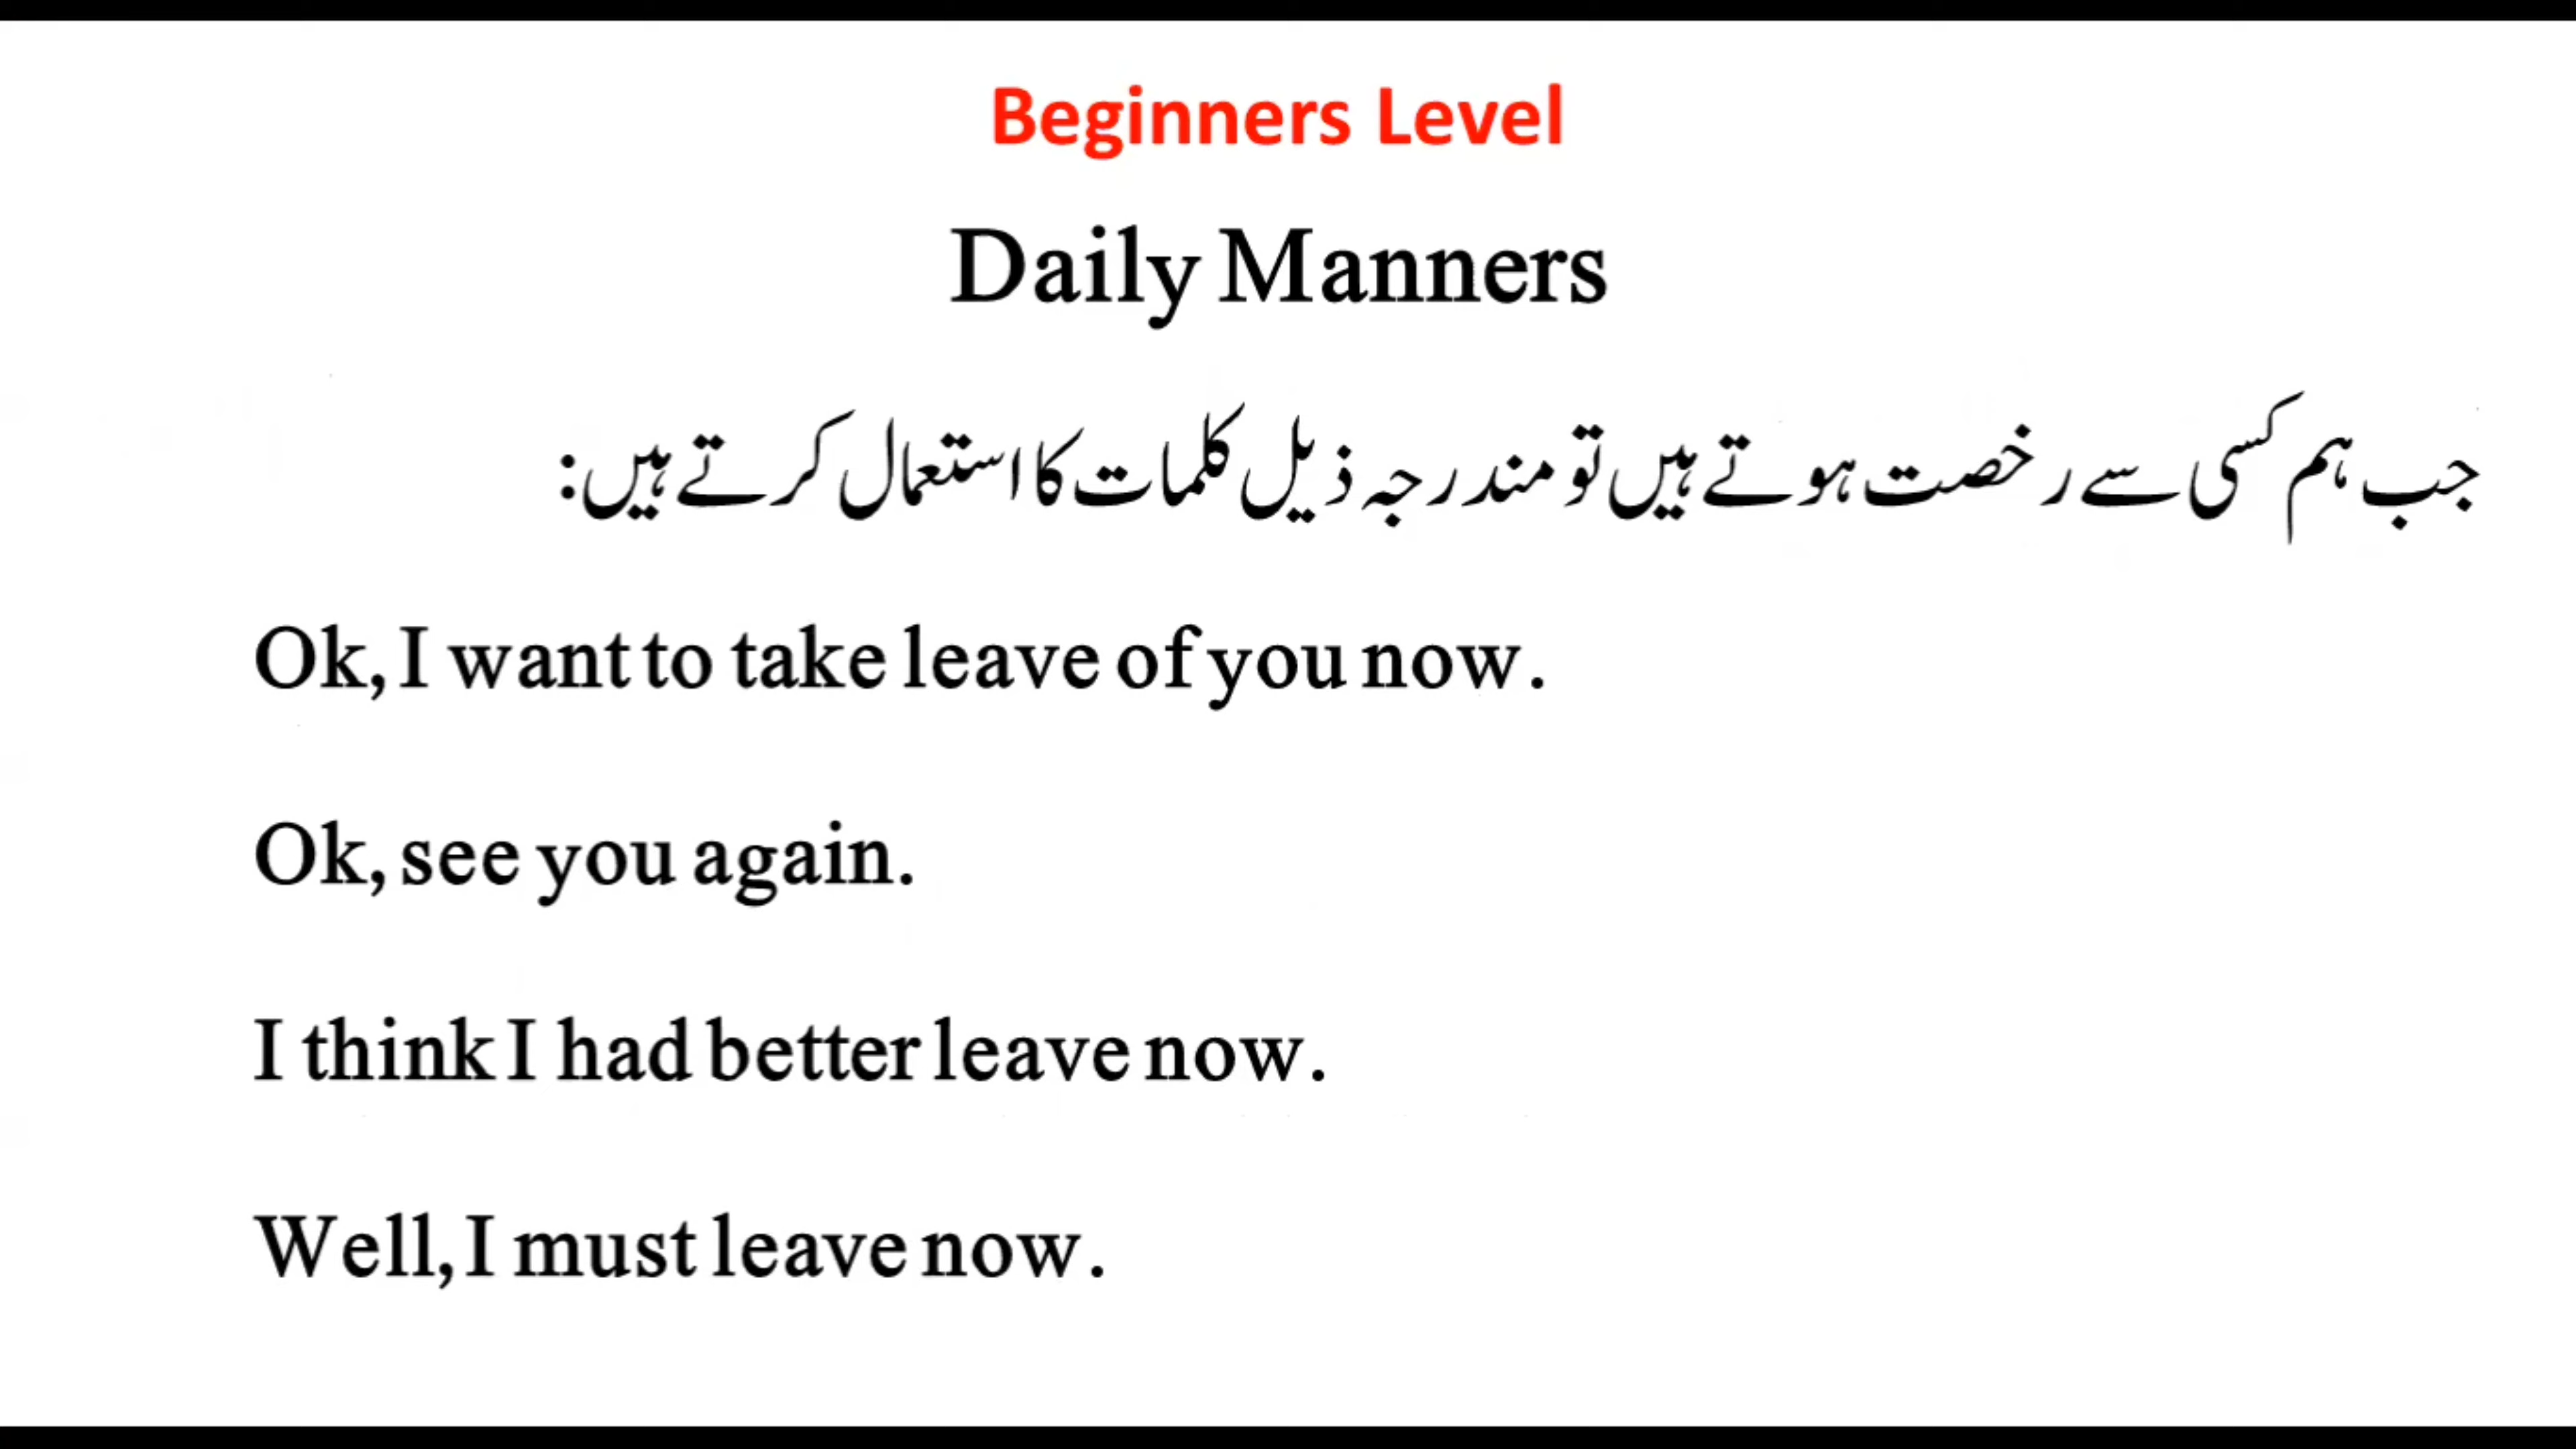 Beginners Level
Daily Manners
جب ہم کسی سے رخصت ہوتے ہیں تو مندرجہ ذیل کلمات کا استعمال کرتے ہیں:
Ok, I want to take leave of you now.
Ok, see you again.
I think I had better leave now.
Well, I must leave now.